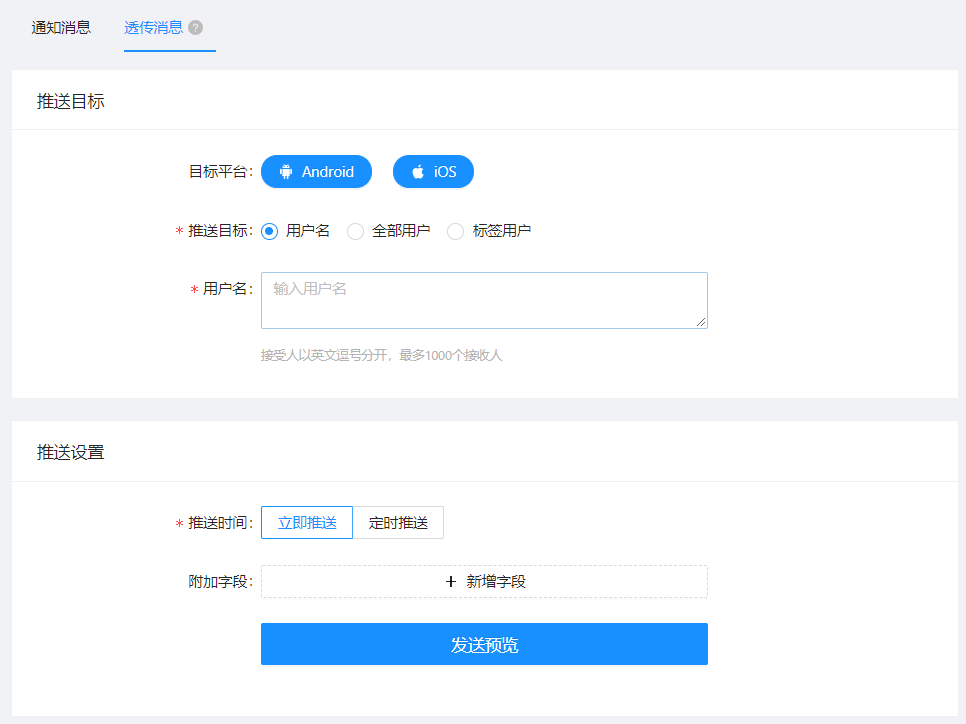 通知消息 透传消息 ?
推送目标
目标平台: Android iOS
* 推送目标: 用户名 全部用户 标签用户
* 用户名: 输入用户名
接受人以英文逗号分开，最多1000个接收人
推送设置
* 推送时间: 立即推送 定时推送
附加字段: + 新增字段
发送预览